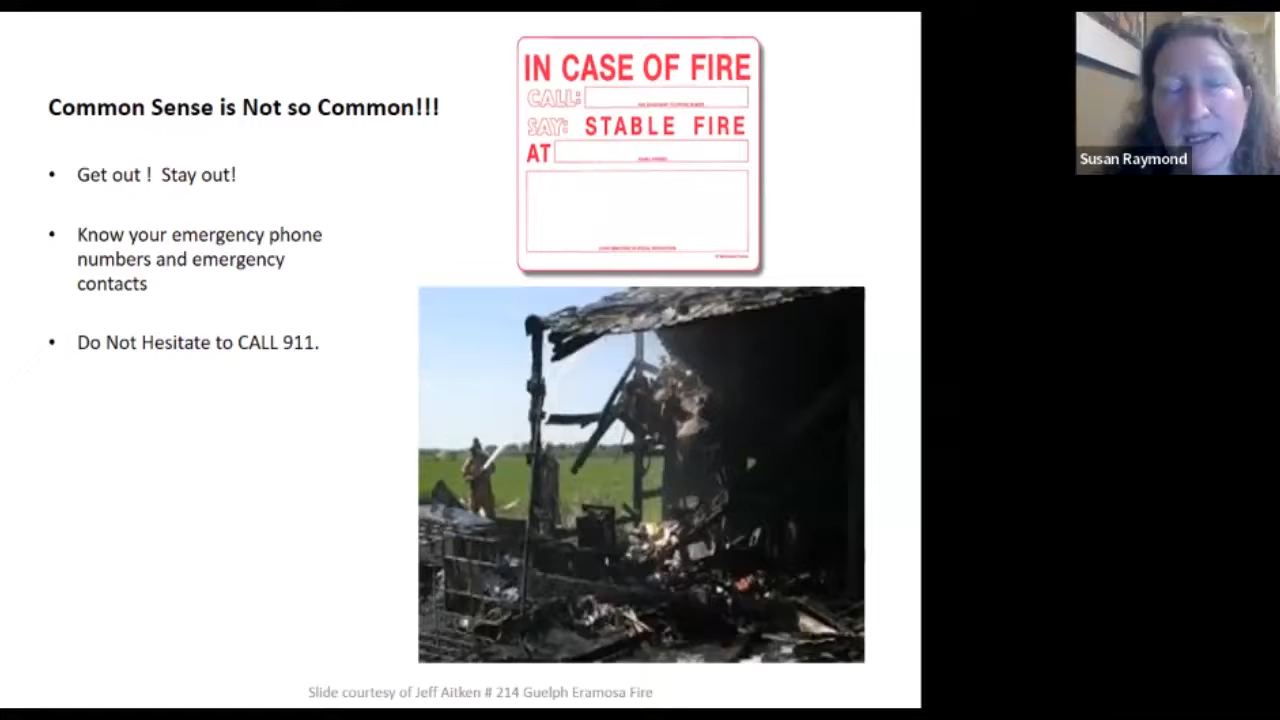 Common Sense is Not so Common!!!
• Get out ! Stay out!
• Know your emergency phone
numbers and emergency
contacts
• Do Not Hesitate to CALL 911.
IN CASE OF FIRE
CALL:
SAY: STABLE FIRE
AT
Slide courtesy of Jeff Aitken # 214 Guelph Eramosa Fire
Susan Raymond